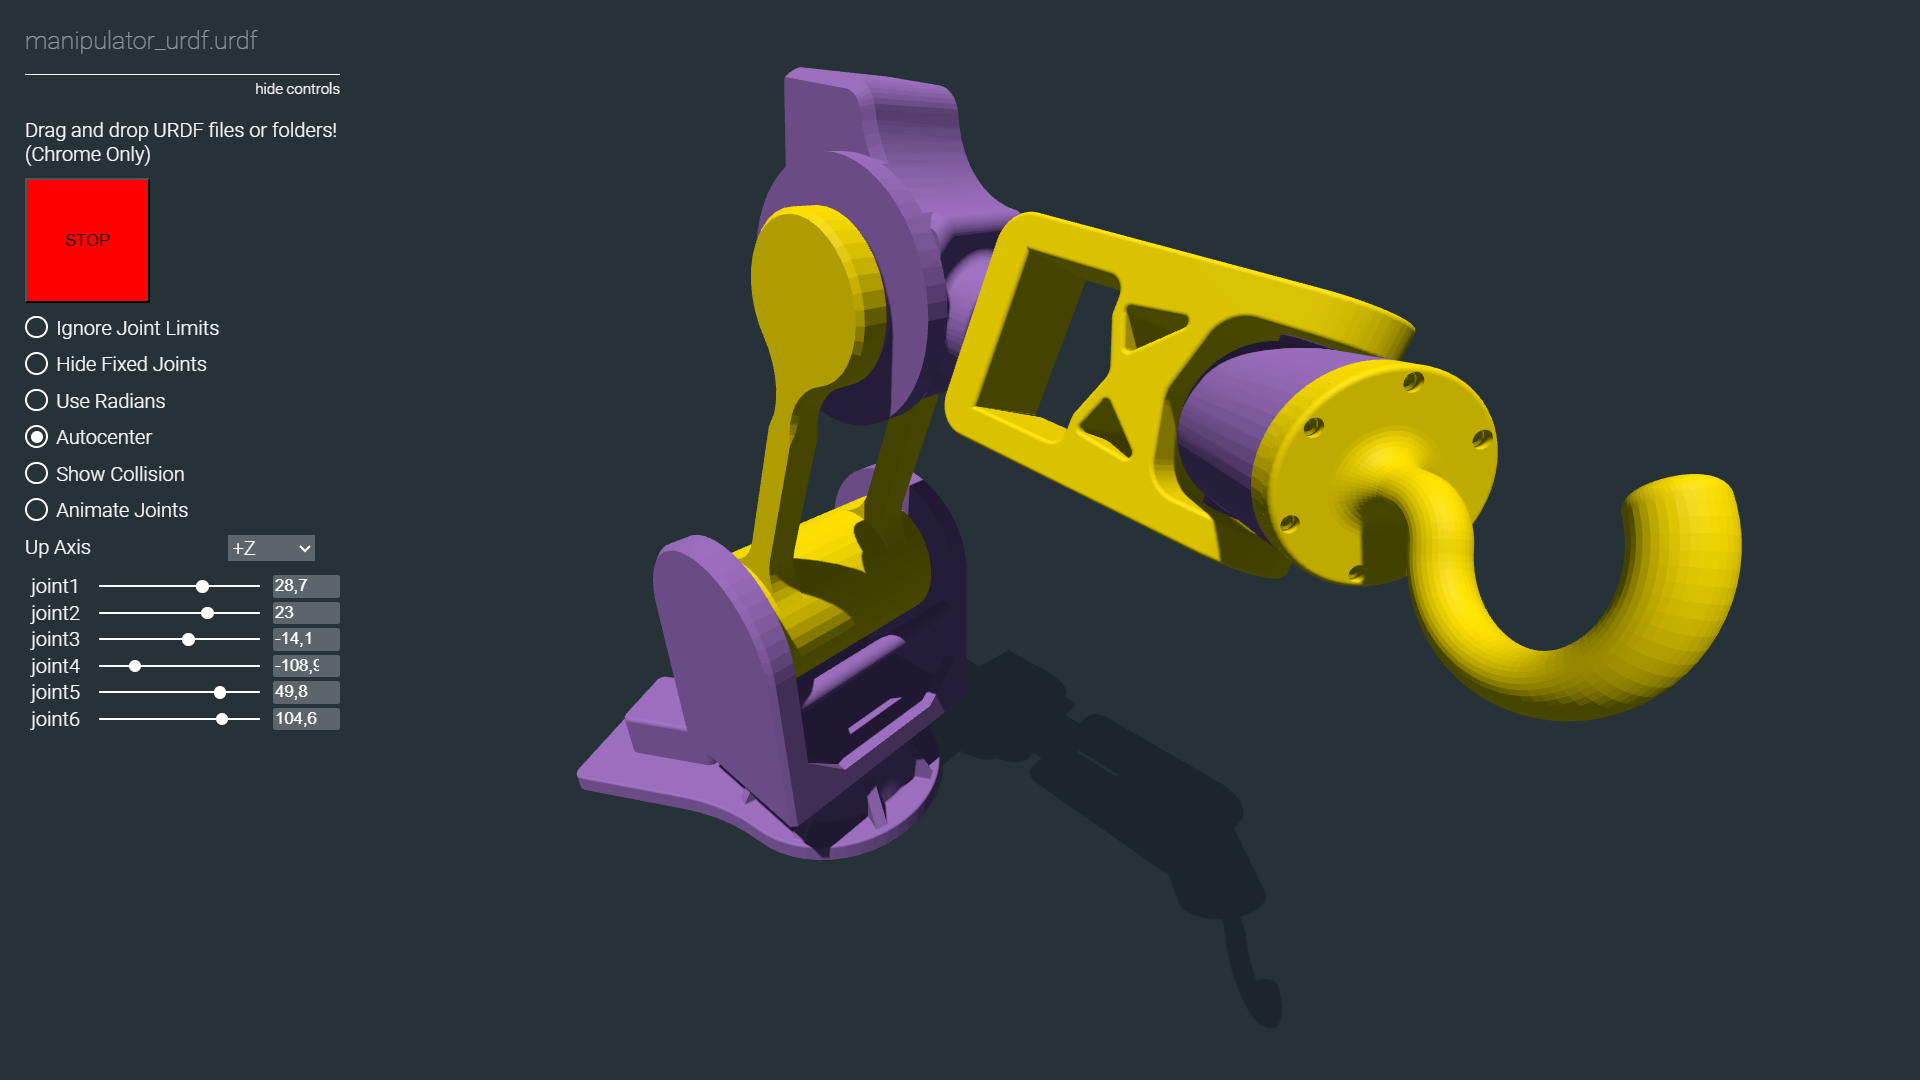 manipulator_urdf.urdf
hide controls
Drag and drop URDF files or folders!
(Chrome Only)
STOP
Ignore Joint Limits
Hide Fixed Joints
Use Radians
Autocenter
Show Collision
Animate Joints
Up Axis +Z
joint1 28,7
joint2 23
joint3 -14,1
joint4 -108,9
joint5 49,8
joint6 104,6